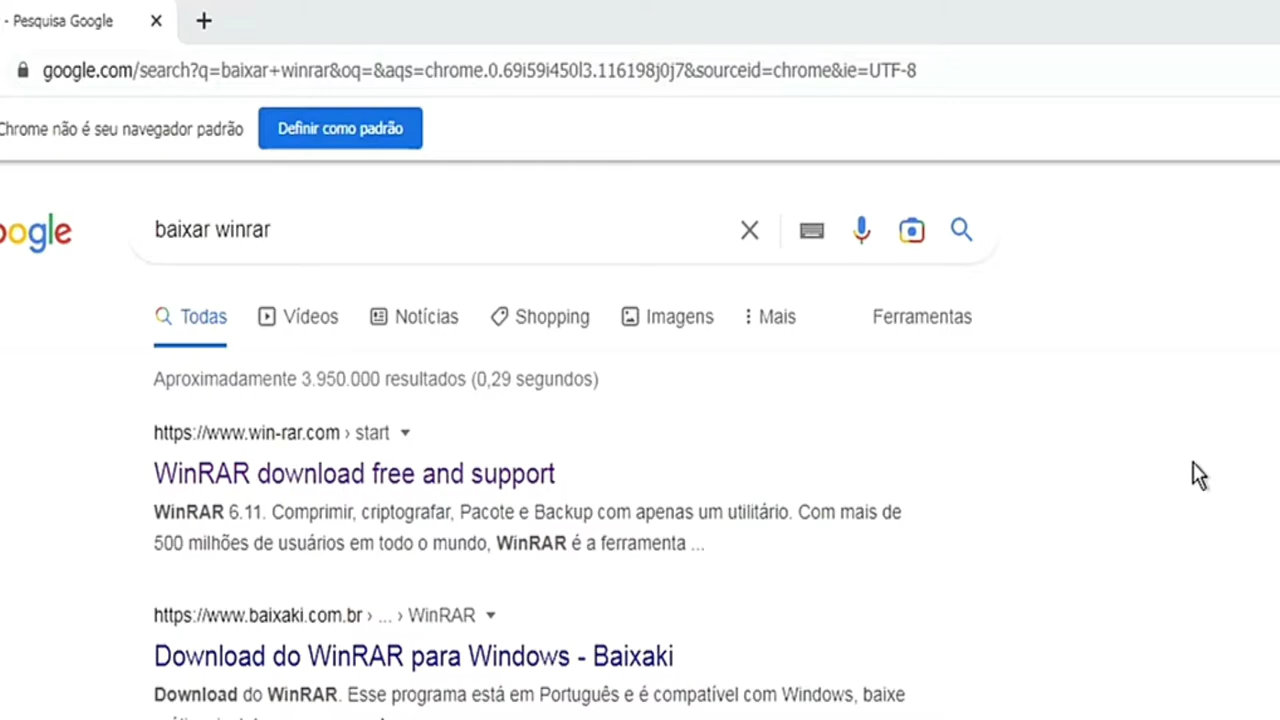 - Pesquisa Google
google.com/search?q=baixar+winrar&oq=&aqs=chrome.0.69i59i450l3.116198j0j7&sourceid=chrome&ie=UTF-8
Chrome não é seu navegador padrão Definir como padrão
ogle
baixar winrar
Todas Vídeos Notícias Shopping Imagens Mais Ferramentas
Aproximadamente 3.950.000 resultados (0,29 segundos)
https://www.win-rar.com › start
WinRAR download free and support
WinRAR 6.11. Comprimir, criptografar, Pacote e Backup com apenas um utilitário. Com mais de
500 milhões de usuários em todo o mundo, WinRAR é a ferramenta ...
https://www.baixaki.com.br › ... › WinRAR
Download do WinRAR para Windows - Baixaki
Download do WinRAR. Esse programa está em Português e é compatível com Windows, baixe